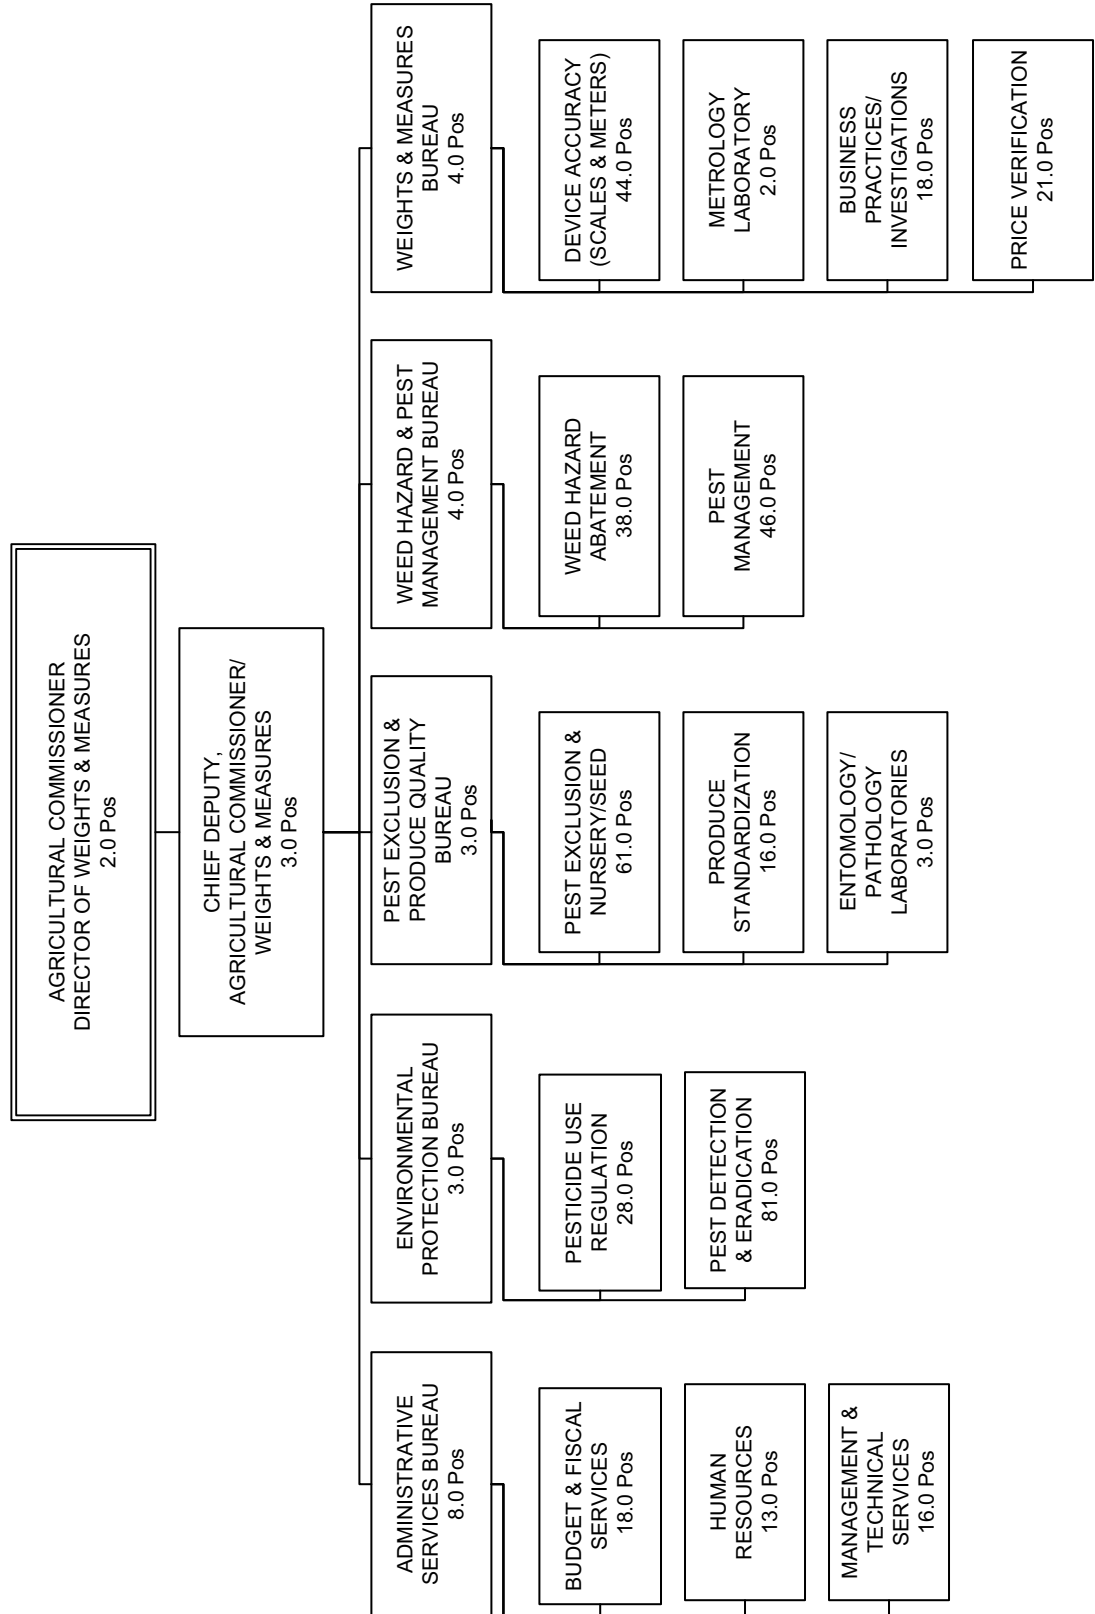 AGRICULTURAL COMMISSIONER
DIRECTOR OF WEIGHTS & MEASURES
2.0 Pos
CHIEF DEPUTY,
AGRICULTURAL COMMISSIONER/
WEIGHTS & MEASURES
3.0 Pos
ADMINISTRATIVE
SERVICES BUREAU
8.0 Pos
BUDGET & FISCAL
SERVICES
18.0 Pos
HUMAN
RESOURCES
13.0 Pos
MANAGEMENT &
TECHNICAL
SERVICES
16.0 Pos
ENVIRONMENTAL
PROTECTION BUREAU
3.0 Pos
PESTICIDE USE
REGULATION
28.0 Pos
PEST DETECTION
& ERADICATION
81.0 Pos
PEST EXCLUSION &
PRODUCE QUALITY
BUREAU
3.0 Pos
PEST EXCLUSION &
NURSERY/SEED
61.0 Pos
PRODUCE
STANDARDIZATION
16.0 Pos
ENTOMOLOGY/
PATHOLOGY
LABORATORIES
3.0 Pos
WEED HAZARD & PEST
MANAGEMENT BUREAU
4.0 Pos
WEED HAZARD
ABATEMENT
38.0 Pos
PEST
MANAGEMENT
46.0 Pos
WEIGHTS & MEASURES
BUREAU
4.0 Pos
DEVICE ACCURACY
(SCALES & METERS)
44.0 Pos
METROLOGY
LABORATORY
2.0 Pos
BUSINESS
PRACTICES/
INVESTIGATIONS
18.0 Pos
PRICE VERIFICATION
21.0 Pos